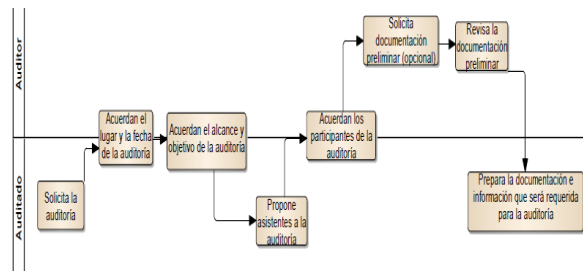 Auditor
Solicita
documentación
preliminar (opcional)
Revisa la
documentación
preliminar
Acuerdan el
lugar y la fecha
de la auditoría
Acuerdan el alcance y
objetivo de la auditoría
Acuerdan los
participantes de la
auditoría
Auditado
Solicita la
auditoría
Propone
asistentes a la
auditoría
Prepara la documentación e
información que será requerida
para la auditoría